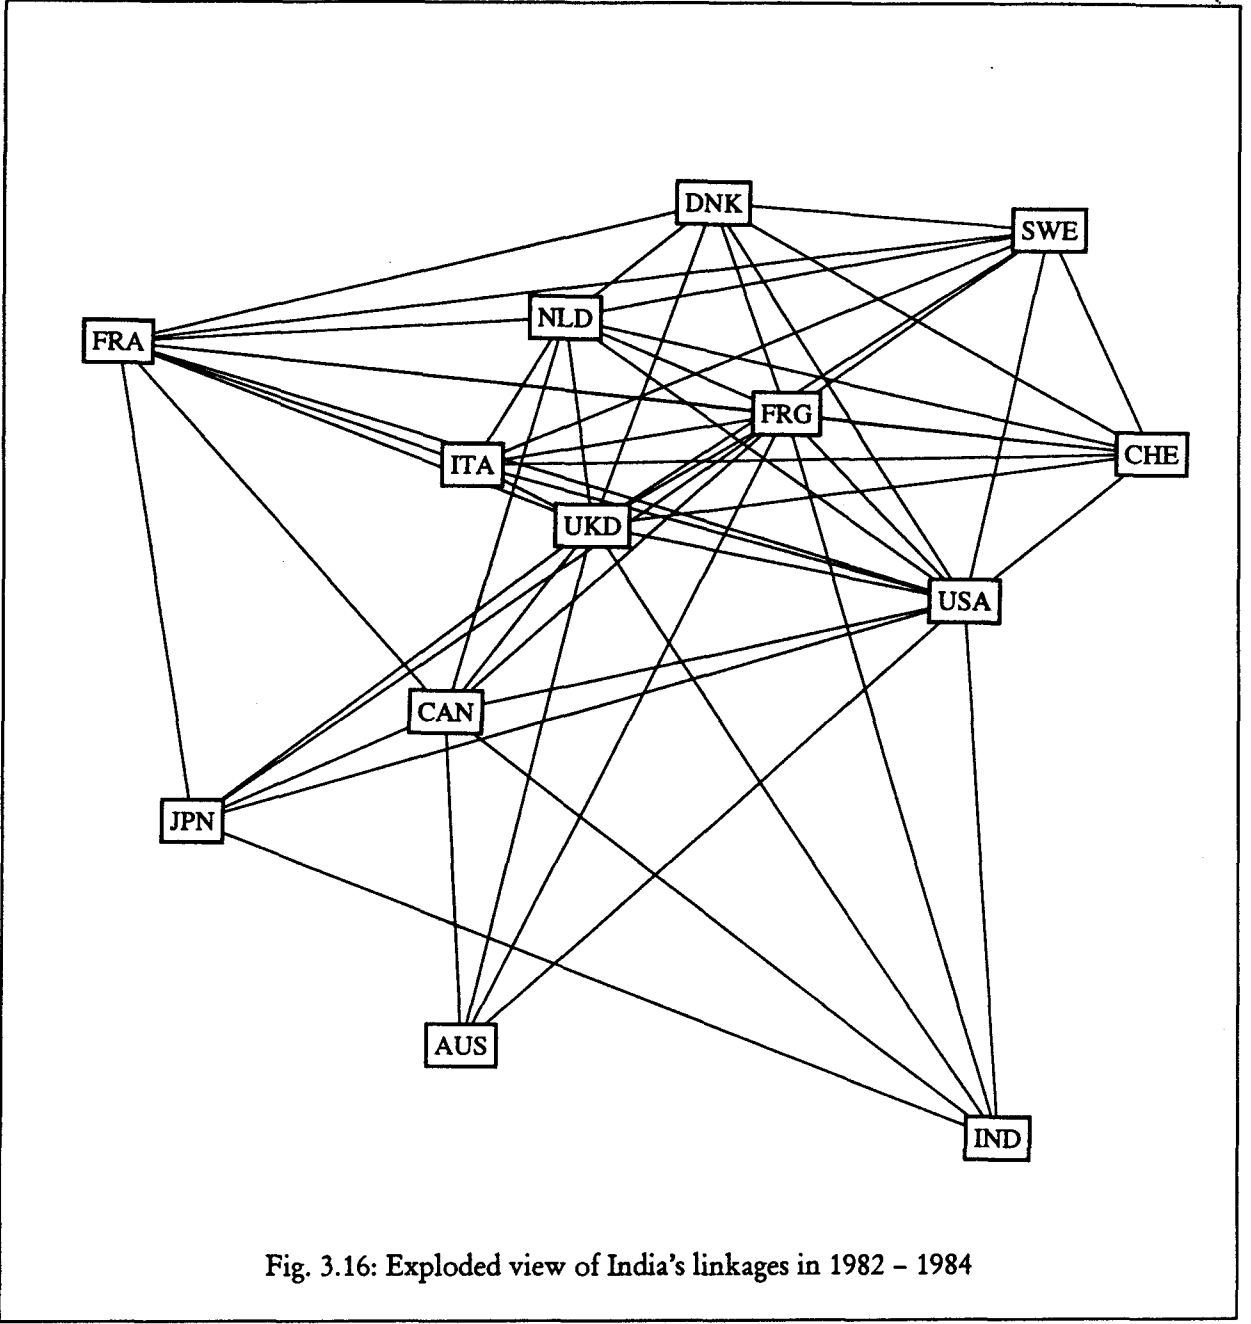 DNK
SWE
NLD
FRA
FRG
ITA
CHE
UKD
USA
CAN
JPN
AUS
IND
Fig. 3.16: Exploded view of India's linkages in 1982 – 1984